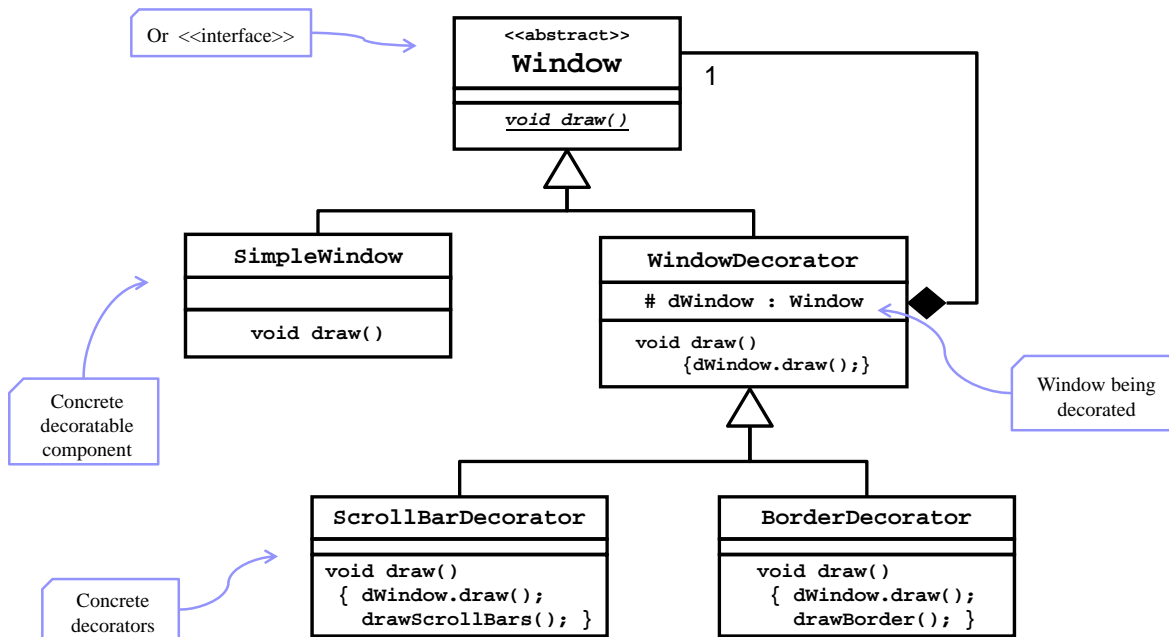 Or <<interface>>
<<abstract>>
Window
1
void draw()
SimpleWindow
void draw()
WindowDecorator
# dWindow : Window
void draw()
{dWindow.draw();}
Concrete
decoratable
component
Window being
decorated
ScrollBarDecorator
void draw()
{ dWindow.draw();
drawScrollBars(); }
BorderDecorator
void draw()
{ dWindow.draw();
drawBorder(); }
Concrete
decorators